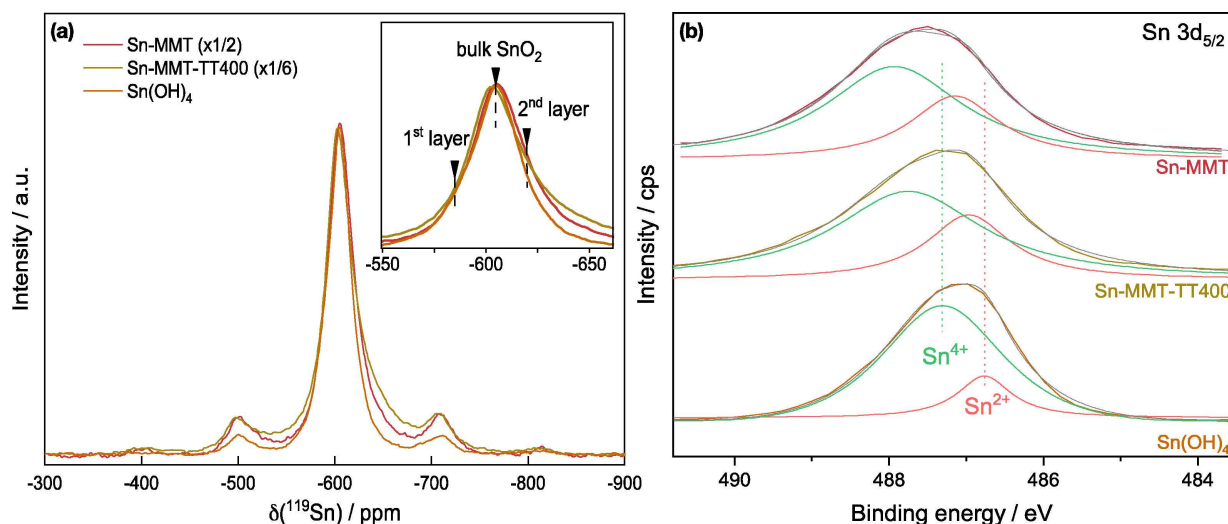 (a)
Sn-MMT (x1/2)
Sn-MMT-TT400 (x1/6)
Sn(OH)₄
bulk SnO₂
2ⁿᵈ layer
1ˢᵗ layer
-550 -600 -650
Intensity / a.u.
-300 -400 -500 -600 -700 -800 -900
δ(¹¹⁹Sn) / ppm
(b)
Sn 3d₅/₂
Sn-MMT
Sn-MMT-TT400
Sn⁴⁺
Sn²⁺
Sn(OH)₄
Intensity / cps
490 488 486 484
Binding energy / eV